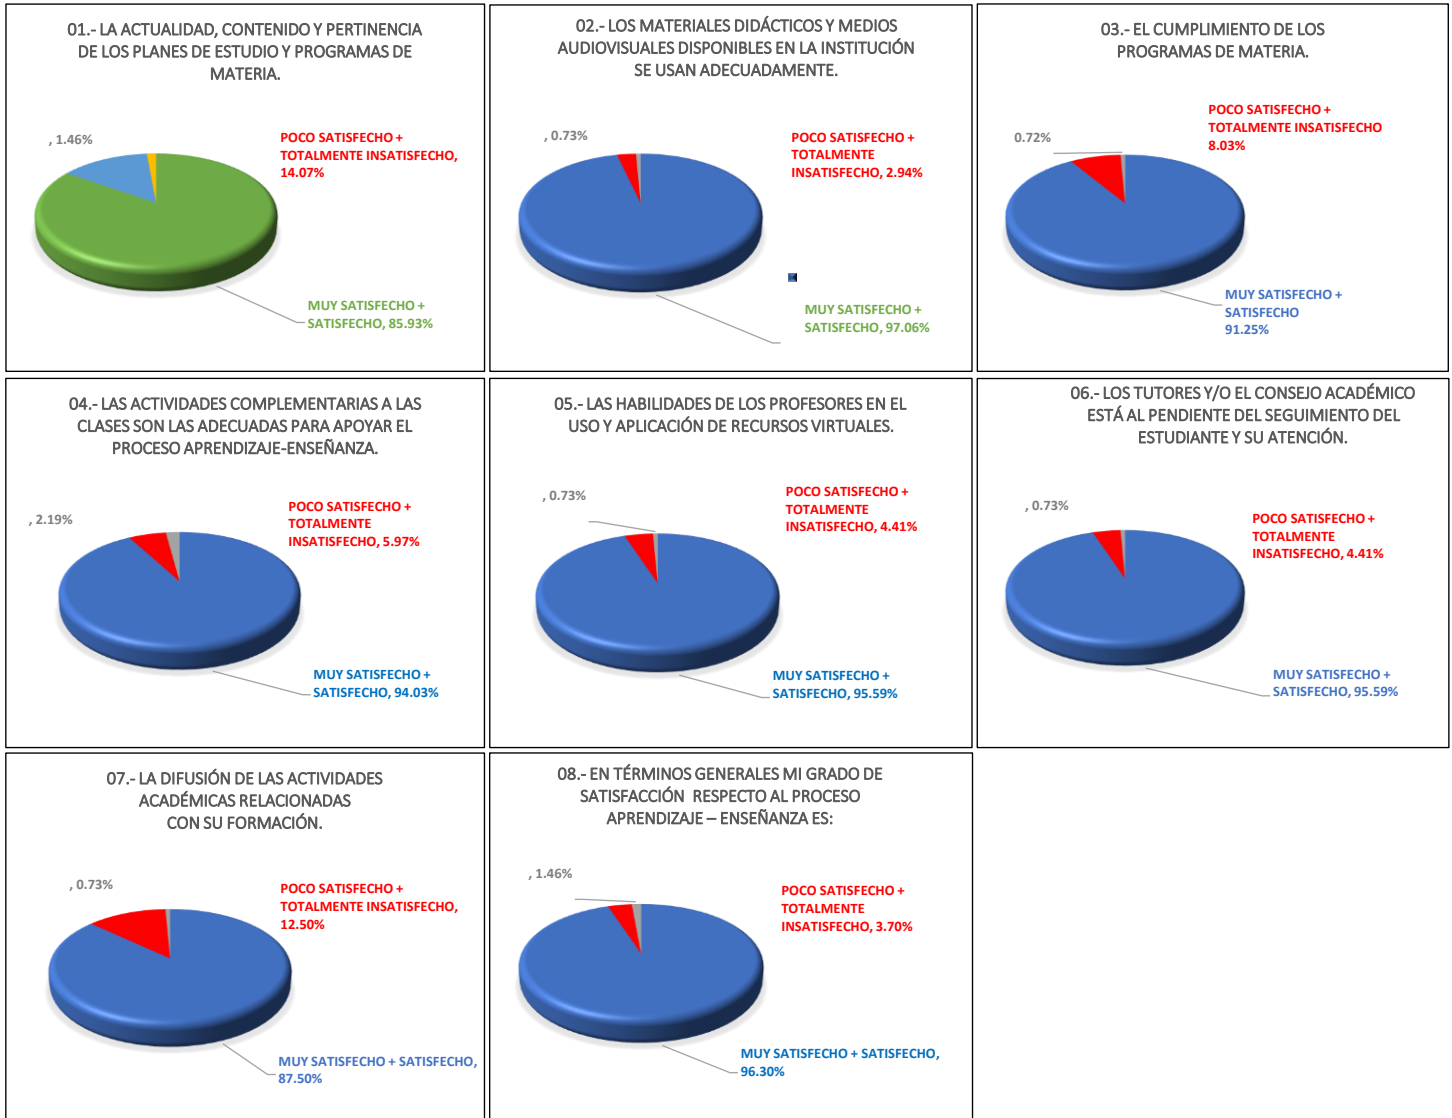 01.- LA ACTUALIDAD, CONTENIDO Y PERTINENCIA
DE LOS PLANES DE ESTUDIO Y PROGRAMAS DE
MATERIA.
, 1.46%
POCO SATISFECHO +
TOTALMENTE INSATISFECHO,
14.07%
MUY SATISFECHO +
SATISFECHO, 85.93%
02.- LOS MATERIALES DIDÁCTICOS Y MEDIOS
AUDIOVISUALES DISPONIBLES EN LA INSTITUCIÓN
SE USAN ADECUADAMENTE.
, 0.73%
POCO SATISFECHO +
TOTALMENTE
INSATISFECHO, 2.94%
MUY SATISFECHO +
SATISFECHO, 97.06%
03.- EL CUMPLIMIENTO DE LOS
PROGRAMAS DE MATERIA.
0.72%
POCO SATISFECHO +
TOTALMENTE INSATISFECHO
8.03%
MUY SATISFECHO +
SATISFECHO
91.25%
04.- LAS ACTIVIDADES COMPLEMENTARIAS A LAS
CLASES SON LAS ADECUADAS PARA APOYAR EL
PROCESO APRENDIZAJE-ENSEÑANZA.
, 2.19%
POCO SATISFECHO +
TOTALMENTE
INSATISFECHO, 5.97%
MUY SATISFECHO +
SATISFECHO, 94.03%
05.- LAS HABILIDADES DE LOS PROFESORES EN EL
USO Y APLICACIÓN DE RECURSOS VIRTUALES.
, 0.73%
POCO SATISFECHO +
TOTALMENTE
INSATISFECHO, 4.41%
MUY SATISFECHO +
SATISFECHO, 95.59%
06.- LOS TUTORES Y/O EL CONSEJO ACADÉMICO
ESTÁ AL PENDIENTE DEL SEGUIMIENTO DEL
ESTUDIANTE Y SU ATENCIÓN.
, 0.73%
POCO SATISFECHO +
TOTALMENTE
INSATISFECHO, 4.41%
MUY SATISFECHO +
SATISFECHO, 95.59%
07.- LA DIFUSIÓN DE LAS ACTIVIDADES
ACADÉMICAS RELACIONADAS
CON SU FORMACIÓN.
, 0.73%
POCO SATISFECHO +
TOTALMENTE INSATISFECHO,
12.50%
MUY SATISFECHO + SATISFECHO,
87.50%
08.- EN TÉRMINOS GENERALES MI GRADO DE
SATISFACCIÓN RESPECTO AL PROCESO
APRENDIZAJE – ENSEÑANZA ES:
, 1.46%
POCO SATISFECHO +
TOTALMENTE
INSATISFECHO, 3.70%
MUY SATISFECHO + SATISFECHO,
96.30%